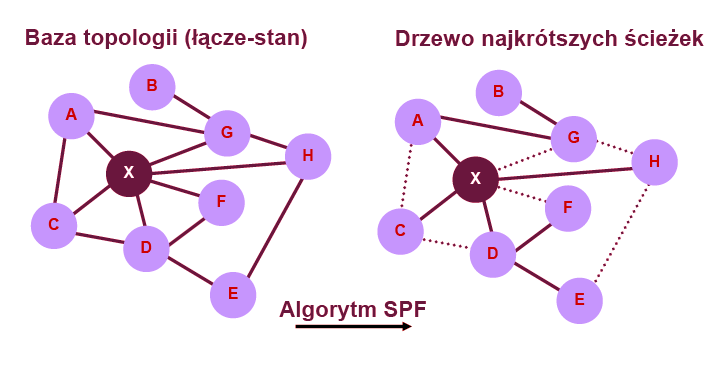 Baza topologii (łącze-stan)
Drzewo najkrótszych ścieżek
B
A
G
H
X
F
C
D
E
B
A
G
H
X
F
C
D
E
Algorytm SPF